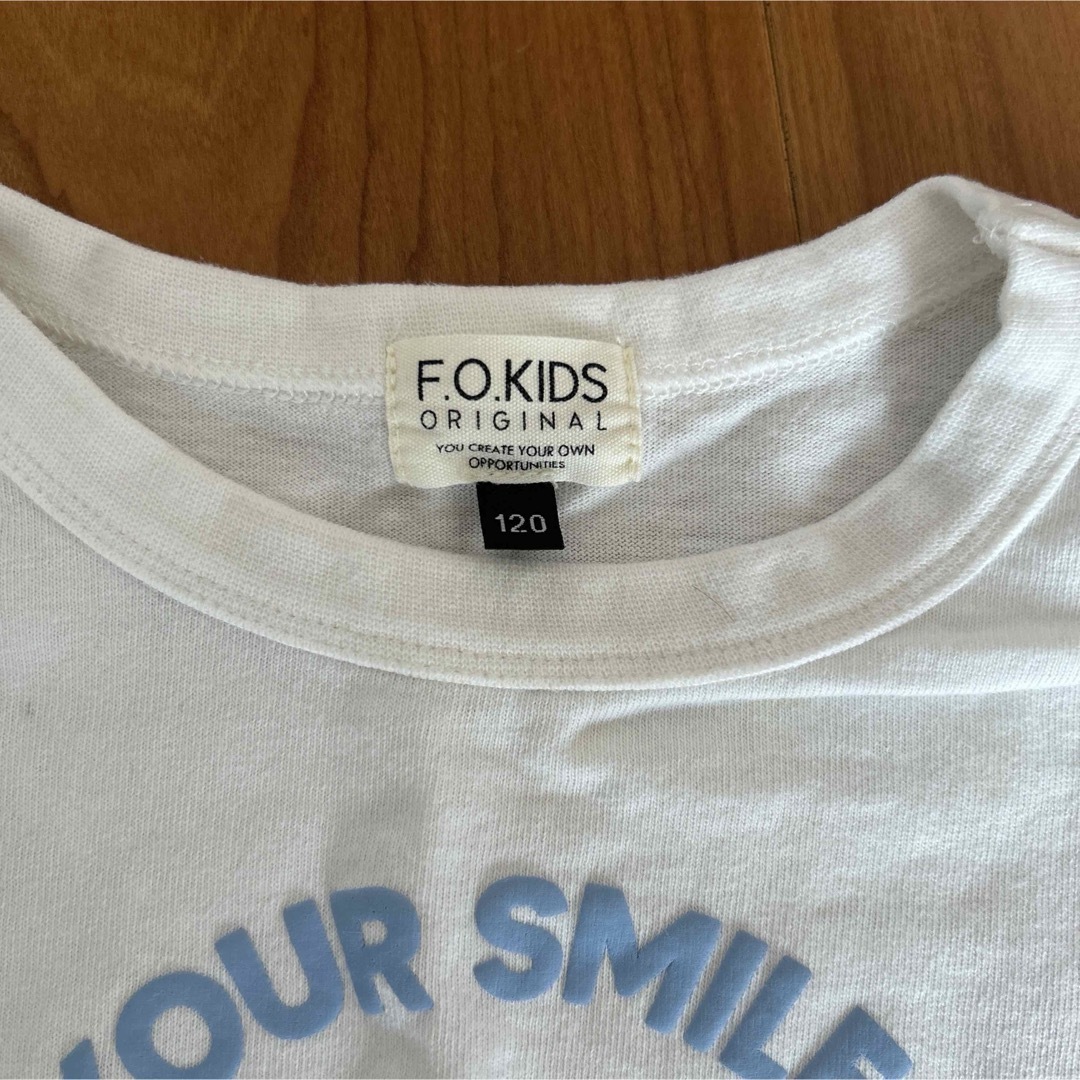 F.O.KIDS
ORIGINAL
YOU CREATE YOUR OWN
OPPORTUNITIES
120
YOUR SMILE